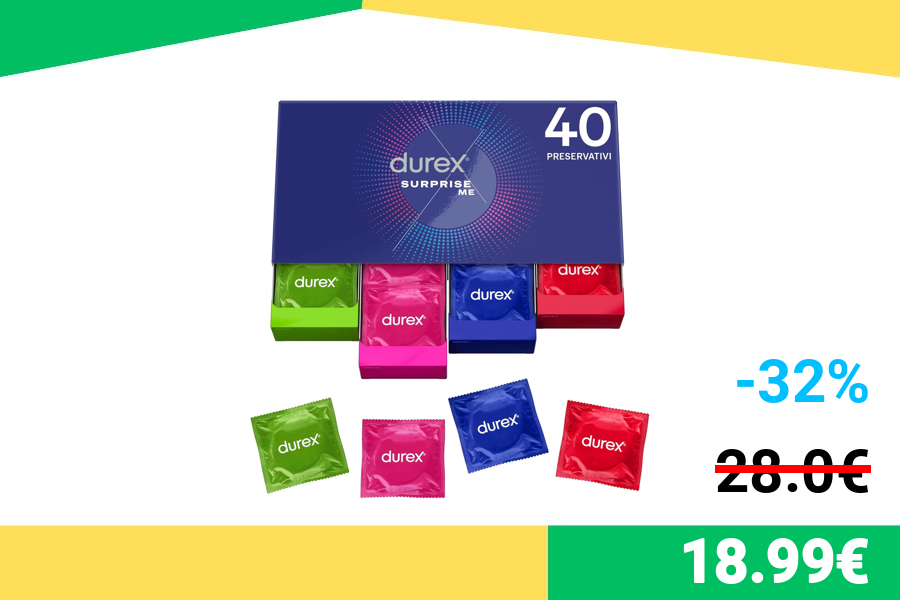 40
PRESERVATIVI
durex
SURPRISE
ME
durex
durex
durex
durex
durex
durex
durex
durex
-32%
28.0€
18.99€